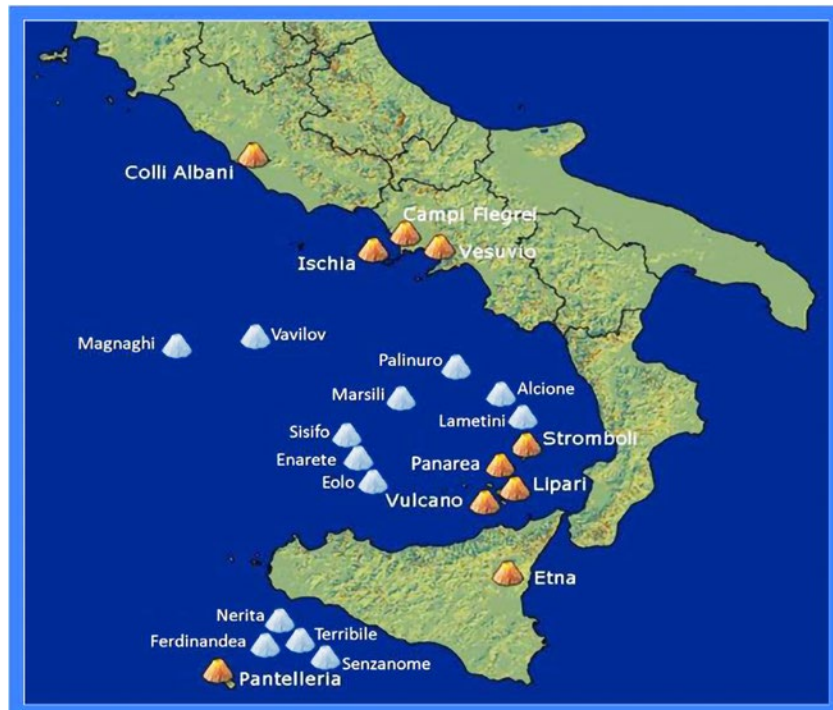 Colli Albani
Campi Flegrei
Ischia
Vesuvio
Magnaghi
Vavilov
Palinuro
Marsili
Alcione
Lametini
Sisifo
Stromboli
Enarete
Panarea
Eolo
Lipari
Vulcano
Etna
Nerita
Ferdinandea
Terribile
Senzanome
Pantelleria